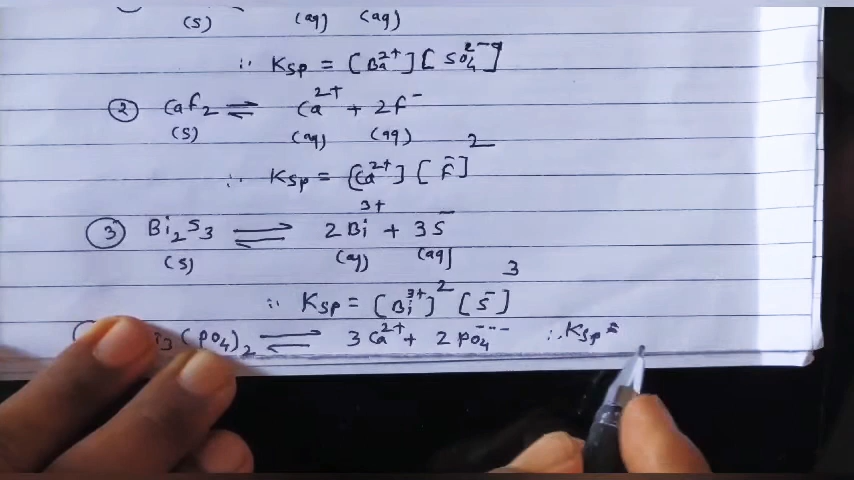 (s) (aq) (aq)
∴ Ksp = [Ba²⁺] [SO₄²⁻]
② CaF₂ ⇌ Ca²⁺ + 2F⁻
(s) (aq) (aq)
∴ Ksp = [Ca²⁺] [F⁻]²
③ Bi₂S₃ ⇌ 2Bi³⁺ + 3S⁻
(s) (aq) (aq)
∴ Ksp = [Bi³⁺]² [S⁻]³
₃(PO₄)₂ ⇌ 3Ca²⁺ + 2PO₄⁻⁻⁻ ∴ Ksp =